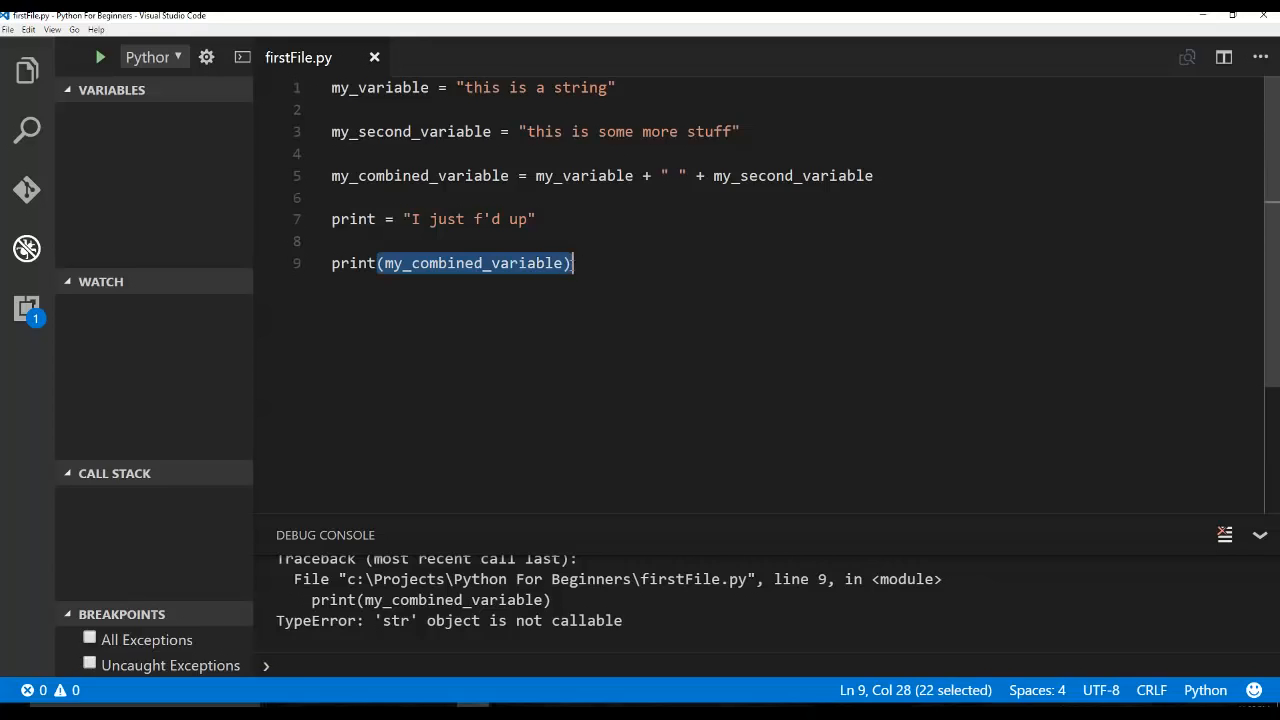 firstFile.py - Python For Beginners - Visual Studio Code
File Edit View Go Help
Python
firstFile.py
VARIABLES
1 my_variable = "this is a string"
2
3 my_second_variable = "this is some more stuff"
4
5 my_combined_variable = my_variable + " " + my_second_variable
6
7 print = "I just f'd up"
8
9 print(my_combined_variable)
WATCH
1
CALL STACK
DEBUG CONSOLE
Traceback (most recent call last):
File "c:\Projects\Python For Beginners\firstFile.py", line 9, in <module>
print(my_combined_variable)
TypeError: 'str' object is not callable
BREAKPOINTS
All Exceptions
Uncaught Exceptions
0 0 Ln 9, Col 28 (22 selected) Spaces: 4 UTF-8 CRLF Python